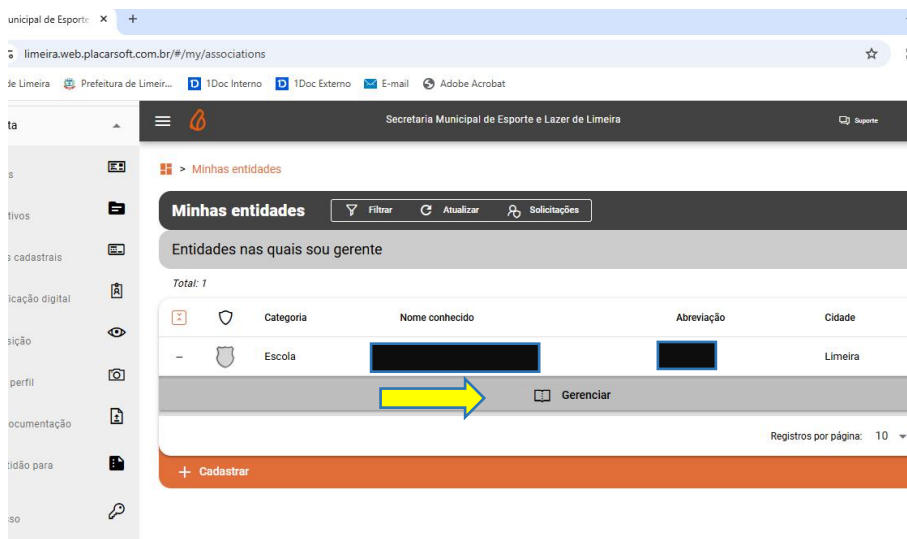 unicipal de Esporte
limeira.web.placarsoft.com.br/#/my/associations
de Limeira Prefeitura de Limeir... 1Doc Interno 1Doc Externo E-mail Adobe Acrobat
ta
Secretaria Municipal de Esporte e Lazer de Limeira Suporte
s
> Minhas entidades
tivos
Minhas entidades Filtrar Atualizar Solicitações
s cadastrais
Entidades nas quais sou gerente
icação digital
Total: 1
Categoria Nome conhecido Abreviação Cidade
sição
– Escola Limeira
perfil
Gerenciar
ocumentação
Registros por página: 10
tidão para
+ Cadastrar
so